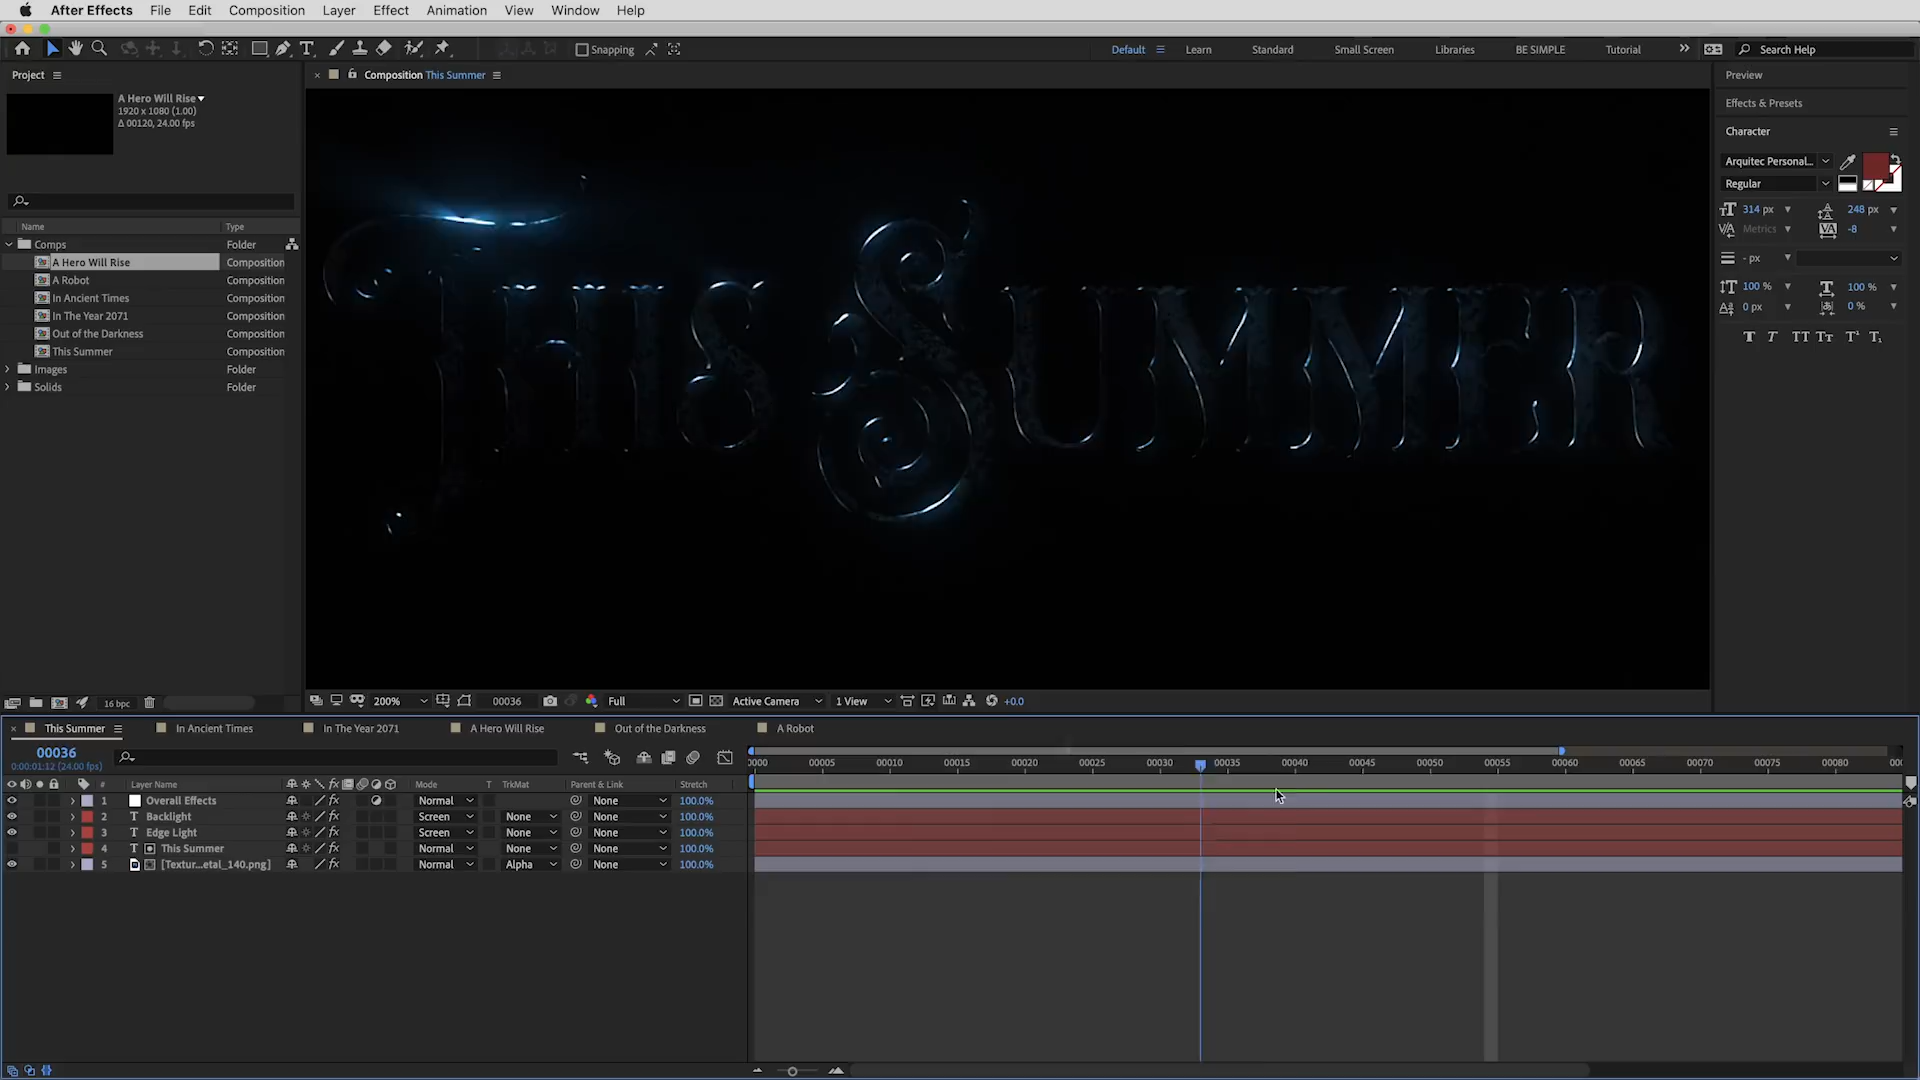 After Effects File Edit Composition Layer Effect Animation View Window Help
Snapping Default Learn Standard Small Screen Libraries BE SIMPLE Tutorial Search Help
Project
A Hero Will Rise
1920 x 1080 (1.00)
Δ 00120, 24.00 fps
Name Type
Comps Folder
A Hero Will Rise Composition
A Robot Composition
In Ancient Times Composition
In The Year 2071 Composition
Out of the Darkness Composition
This Summer Composition
Images Folder
Solids Folder
16 bpc
Composition This Summer
THIS SUMMER
200% 00036 Full Active Camera 1 View +0.0
Preview
Effects & Presets
Character
Arquitec Personal...
Regular
314 px 248 px
Metrics -8
- px
100 % 100 %
0 px 0 %
T T TT Tт T¹ T₁
This Summer In Ancient Times In The Year 2071 A Hero Will Rise Out of the Darkness A Robot
00036
0:00:01:12 (24.00 fps)
0000 00005 00010 00015 00020 00025 00030 00035 00040 00045 00050 00055 00060 00065 00070 00075 00080
# Layer Name Mode T TrkMat Parent & Link Stretch
1 Overall Effects Normal None 100.0%
2 T Backlight Screen None None 100.0%
3 T Edge Light Screen None None 100.0%
4 T This Summer Normal None None 100.0%
5 [Textur...etal_140.png] Normal Alpha None 100.0%